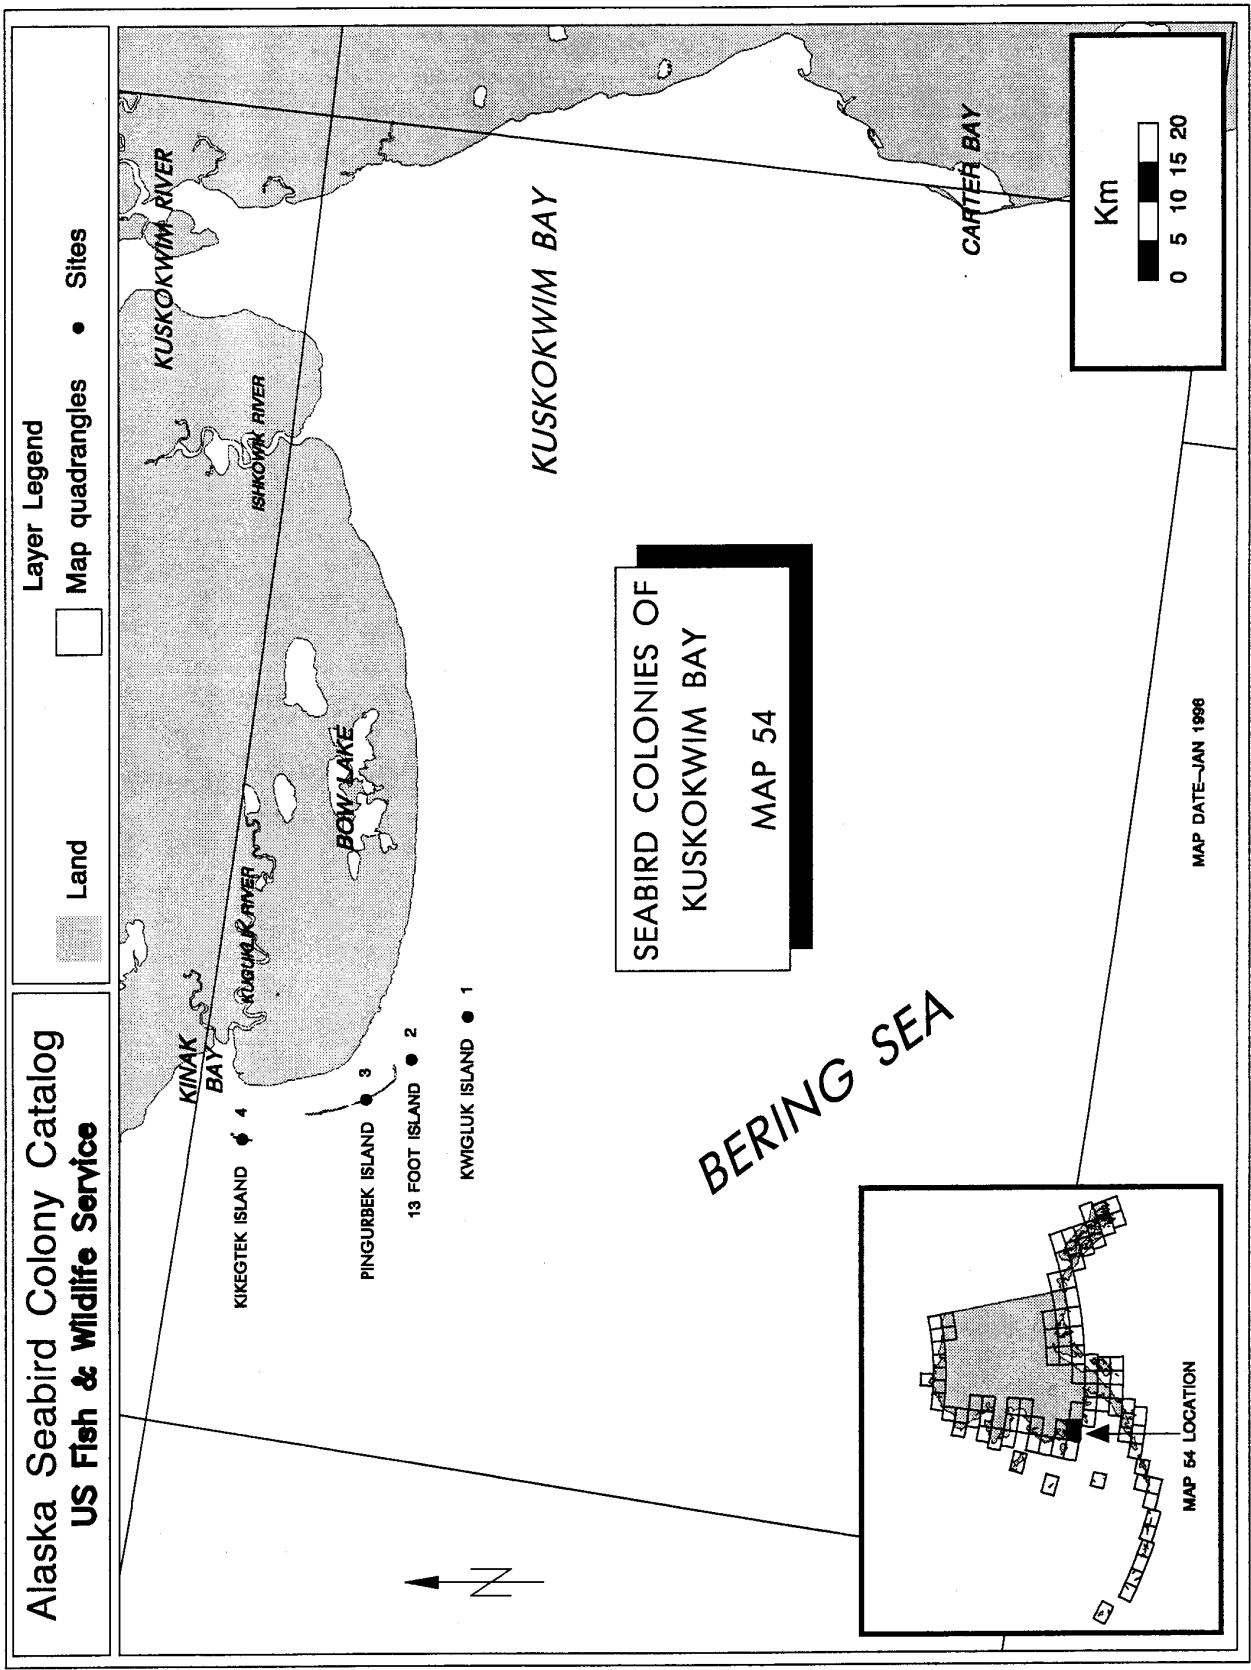 Alaska Seabird Colony Catalog
US Fish & Wildlife Service
Layer Legend
Land
Map quadrangles
Sites
KINAK
BAY
KUGUKLIK RIVER
BOW LAKE
ISHKOWIK RIVER
KUSKOKWIM RIVER
KIKEGTEK ISLAND
4
PINGURBEK ISLAND
3
13 FOOT ISLAND
2
KWIGLUK ISLAND
1
KUSKOKWIM BAY
SEABIRD COLONIES OF
KUSKOKWIM BAY
MAP 54
BERING SEA
CARTER BAY
N
Km
0 5 10 15 20
MAP 54 LOCATION
MAP DATE-JAN 1996